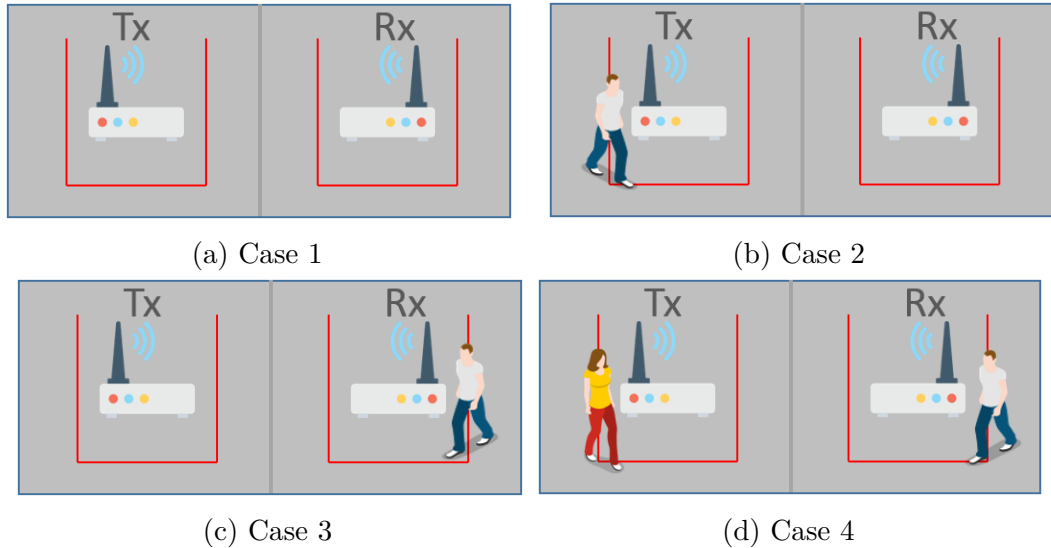 Tx Rx
Tx Rx
(a) Case 1
(b) Case 2
Tx Rx
Tx Rx
(c) Case 3
(d) Case 4